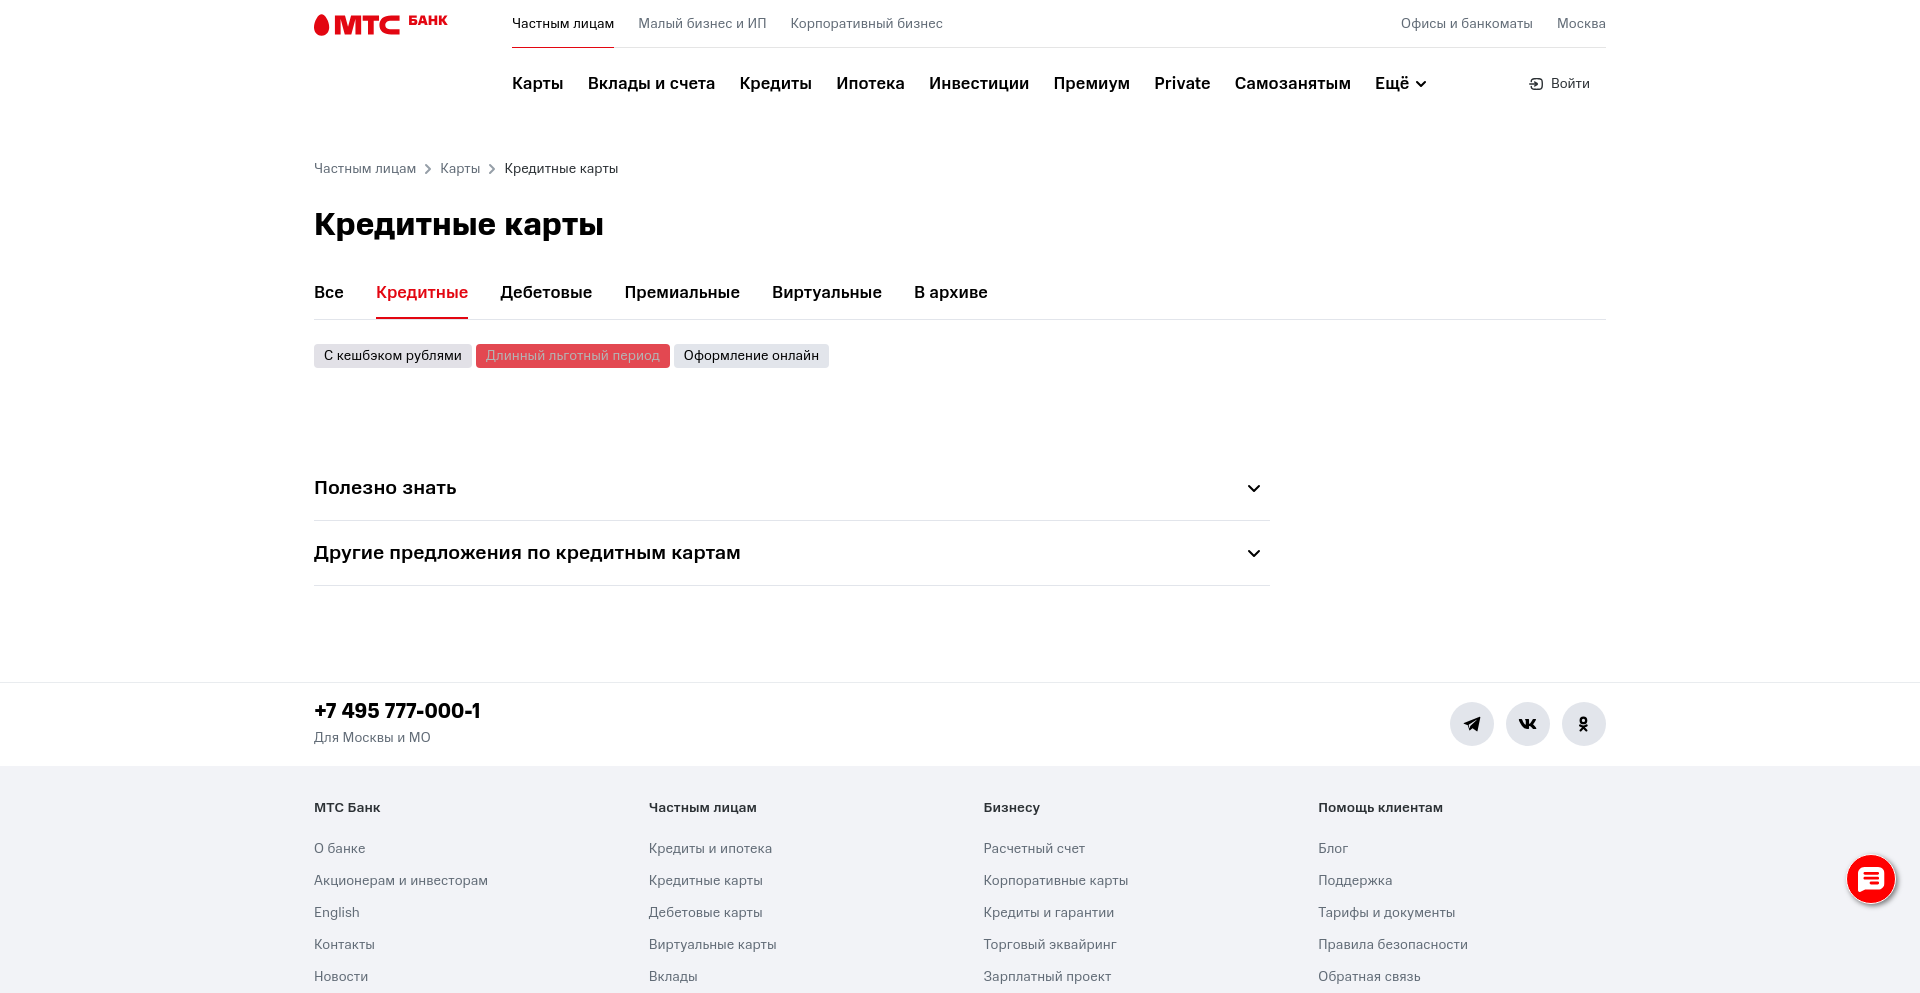 МТС БАНК
Частным лицам Малый бизнес и ИП Корпоративный бизнес Офисы и банкоматы Москва
Карты Вклады и счета Кредиты Ипотека Инвестиции Премиум Private Самозанятым Ещё Войти
Частным лицам Карты Кредитные карты
Кредитные карты
Все Кредитные Дебетовые Премиальные Виртуальные В архиве
С кешбэком рублями Длинный льготный период Оформление онлайн
Полезно знать
Другие предложения по кредитным картам
+7 495 777-000-1
Для Москвы и МО
МТС Банк Частным лицам Бизнесу Помощь клиентам
О банке Кредиты и ипотека Расчетный счет Блог
Акционерам и инвесторам Кредитные карты Корпоративные карты Поддержка
English Дебетовые карты Кредиты и гарантии Тарифы и документы
Контакты Виртуальные карты Торговый эквайринг Правила безопасности
Новости Вклады Зарплатный проект Обратная связь